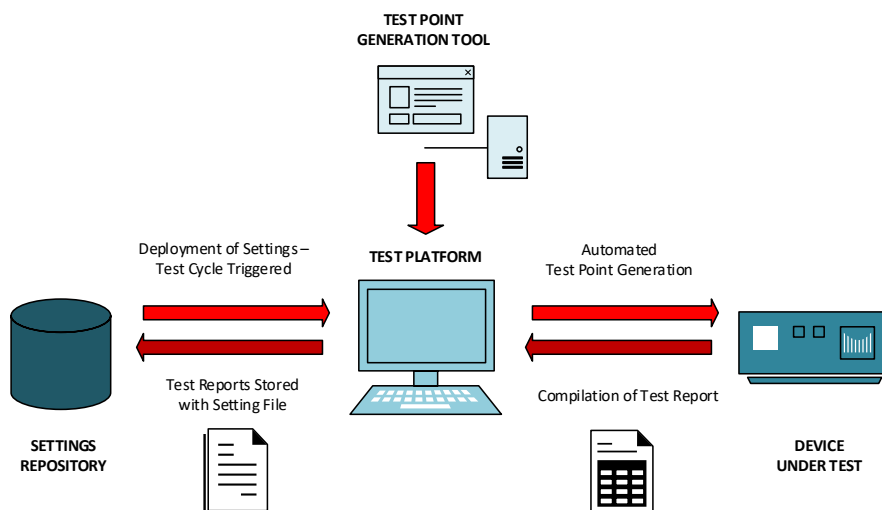 TEST POINT
GENERATION TOOL
Deployment of Settings –
Test Cycle Triggered
TEST PLATFORM
Automated
Test Point Generation
Test Reports Stored
with Setting File
Compilation of Test Report
SETTINGS
REPOSITORY
DEVICE
UNDER TEST